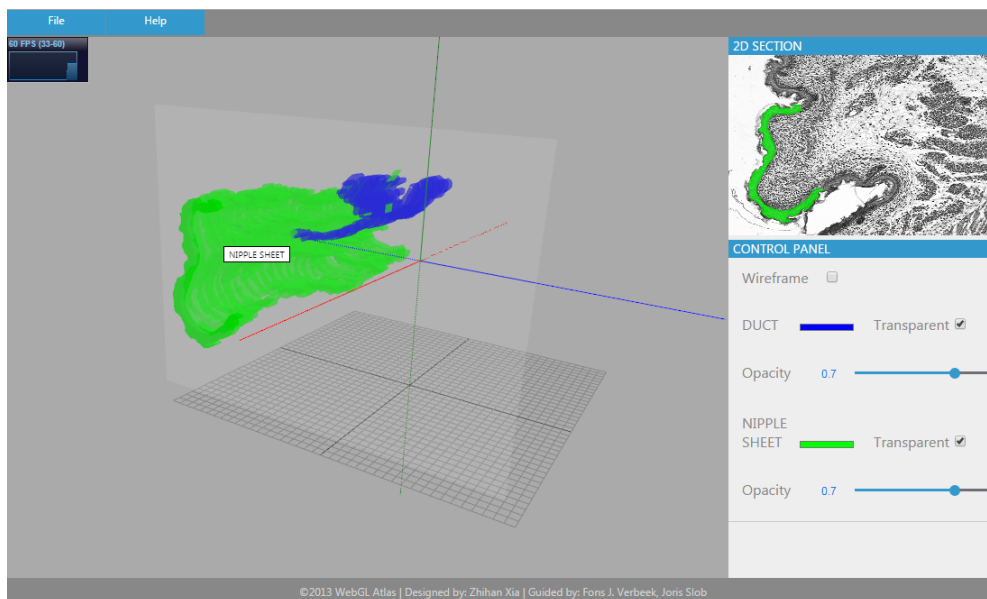 File Help
60 FPS (33-60)
2D SECTION
NIPPLE SHEET
CONTROL PANEL
Wireframe
DUCT Transparent
Opacity 0.7
NIPPLE
SHEET Transparent
Opacity 0.7
©2013 WebGL Atlas | Designed by: Zhihan Xia | Guided by: Fons J. Verbeek, Joris Slob